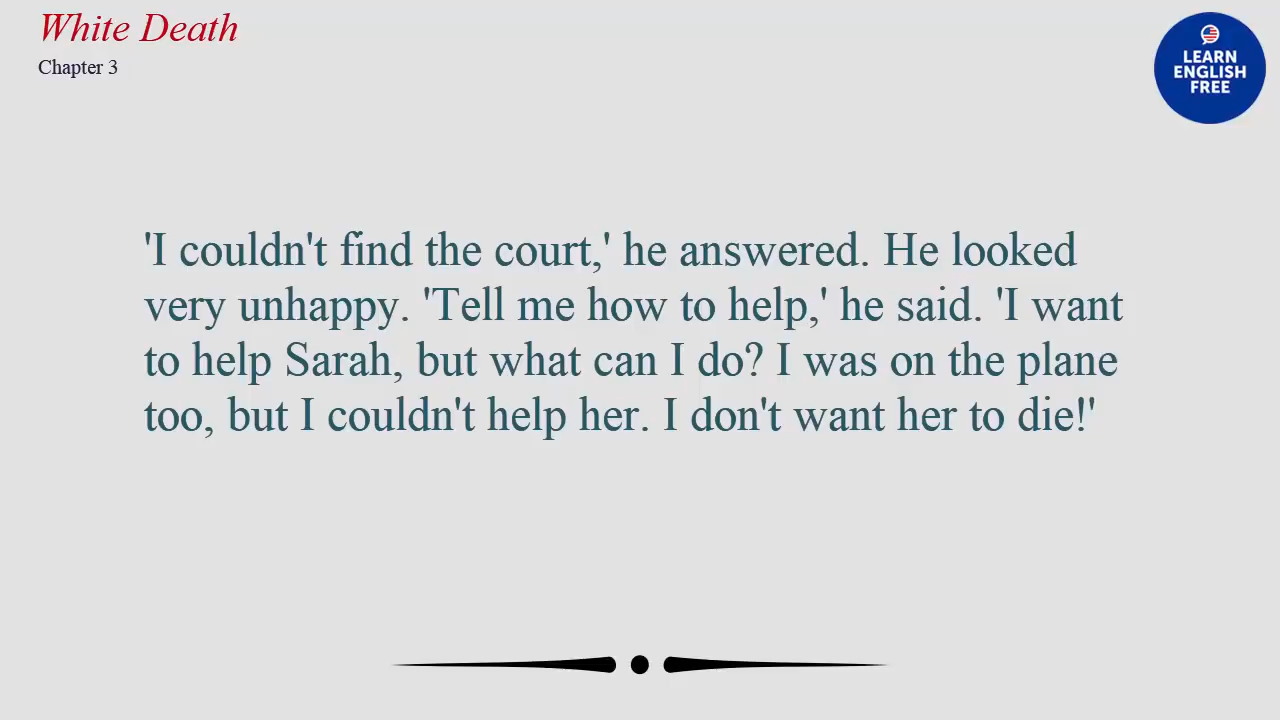 White Death
Chapter 3
LEARN
ENGLISH
FREE
'I couldn't find the court,' he answered. He looked
very unhappy. 'Tell me how to help,' he said. 'I want
to help Sarah, but what can I do? I was on the plane
too, but I couldn't help her. I don't want her to die!'